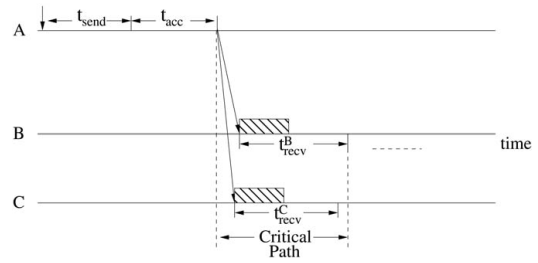 A
t_send
t_acc
B
t^B_recv
time
C
t^C_recv
Critical
Path